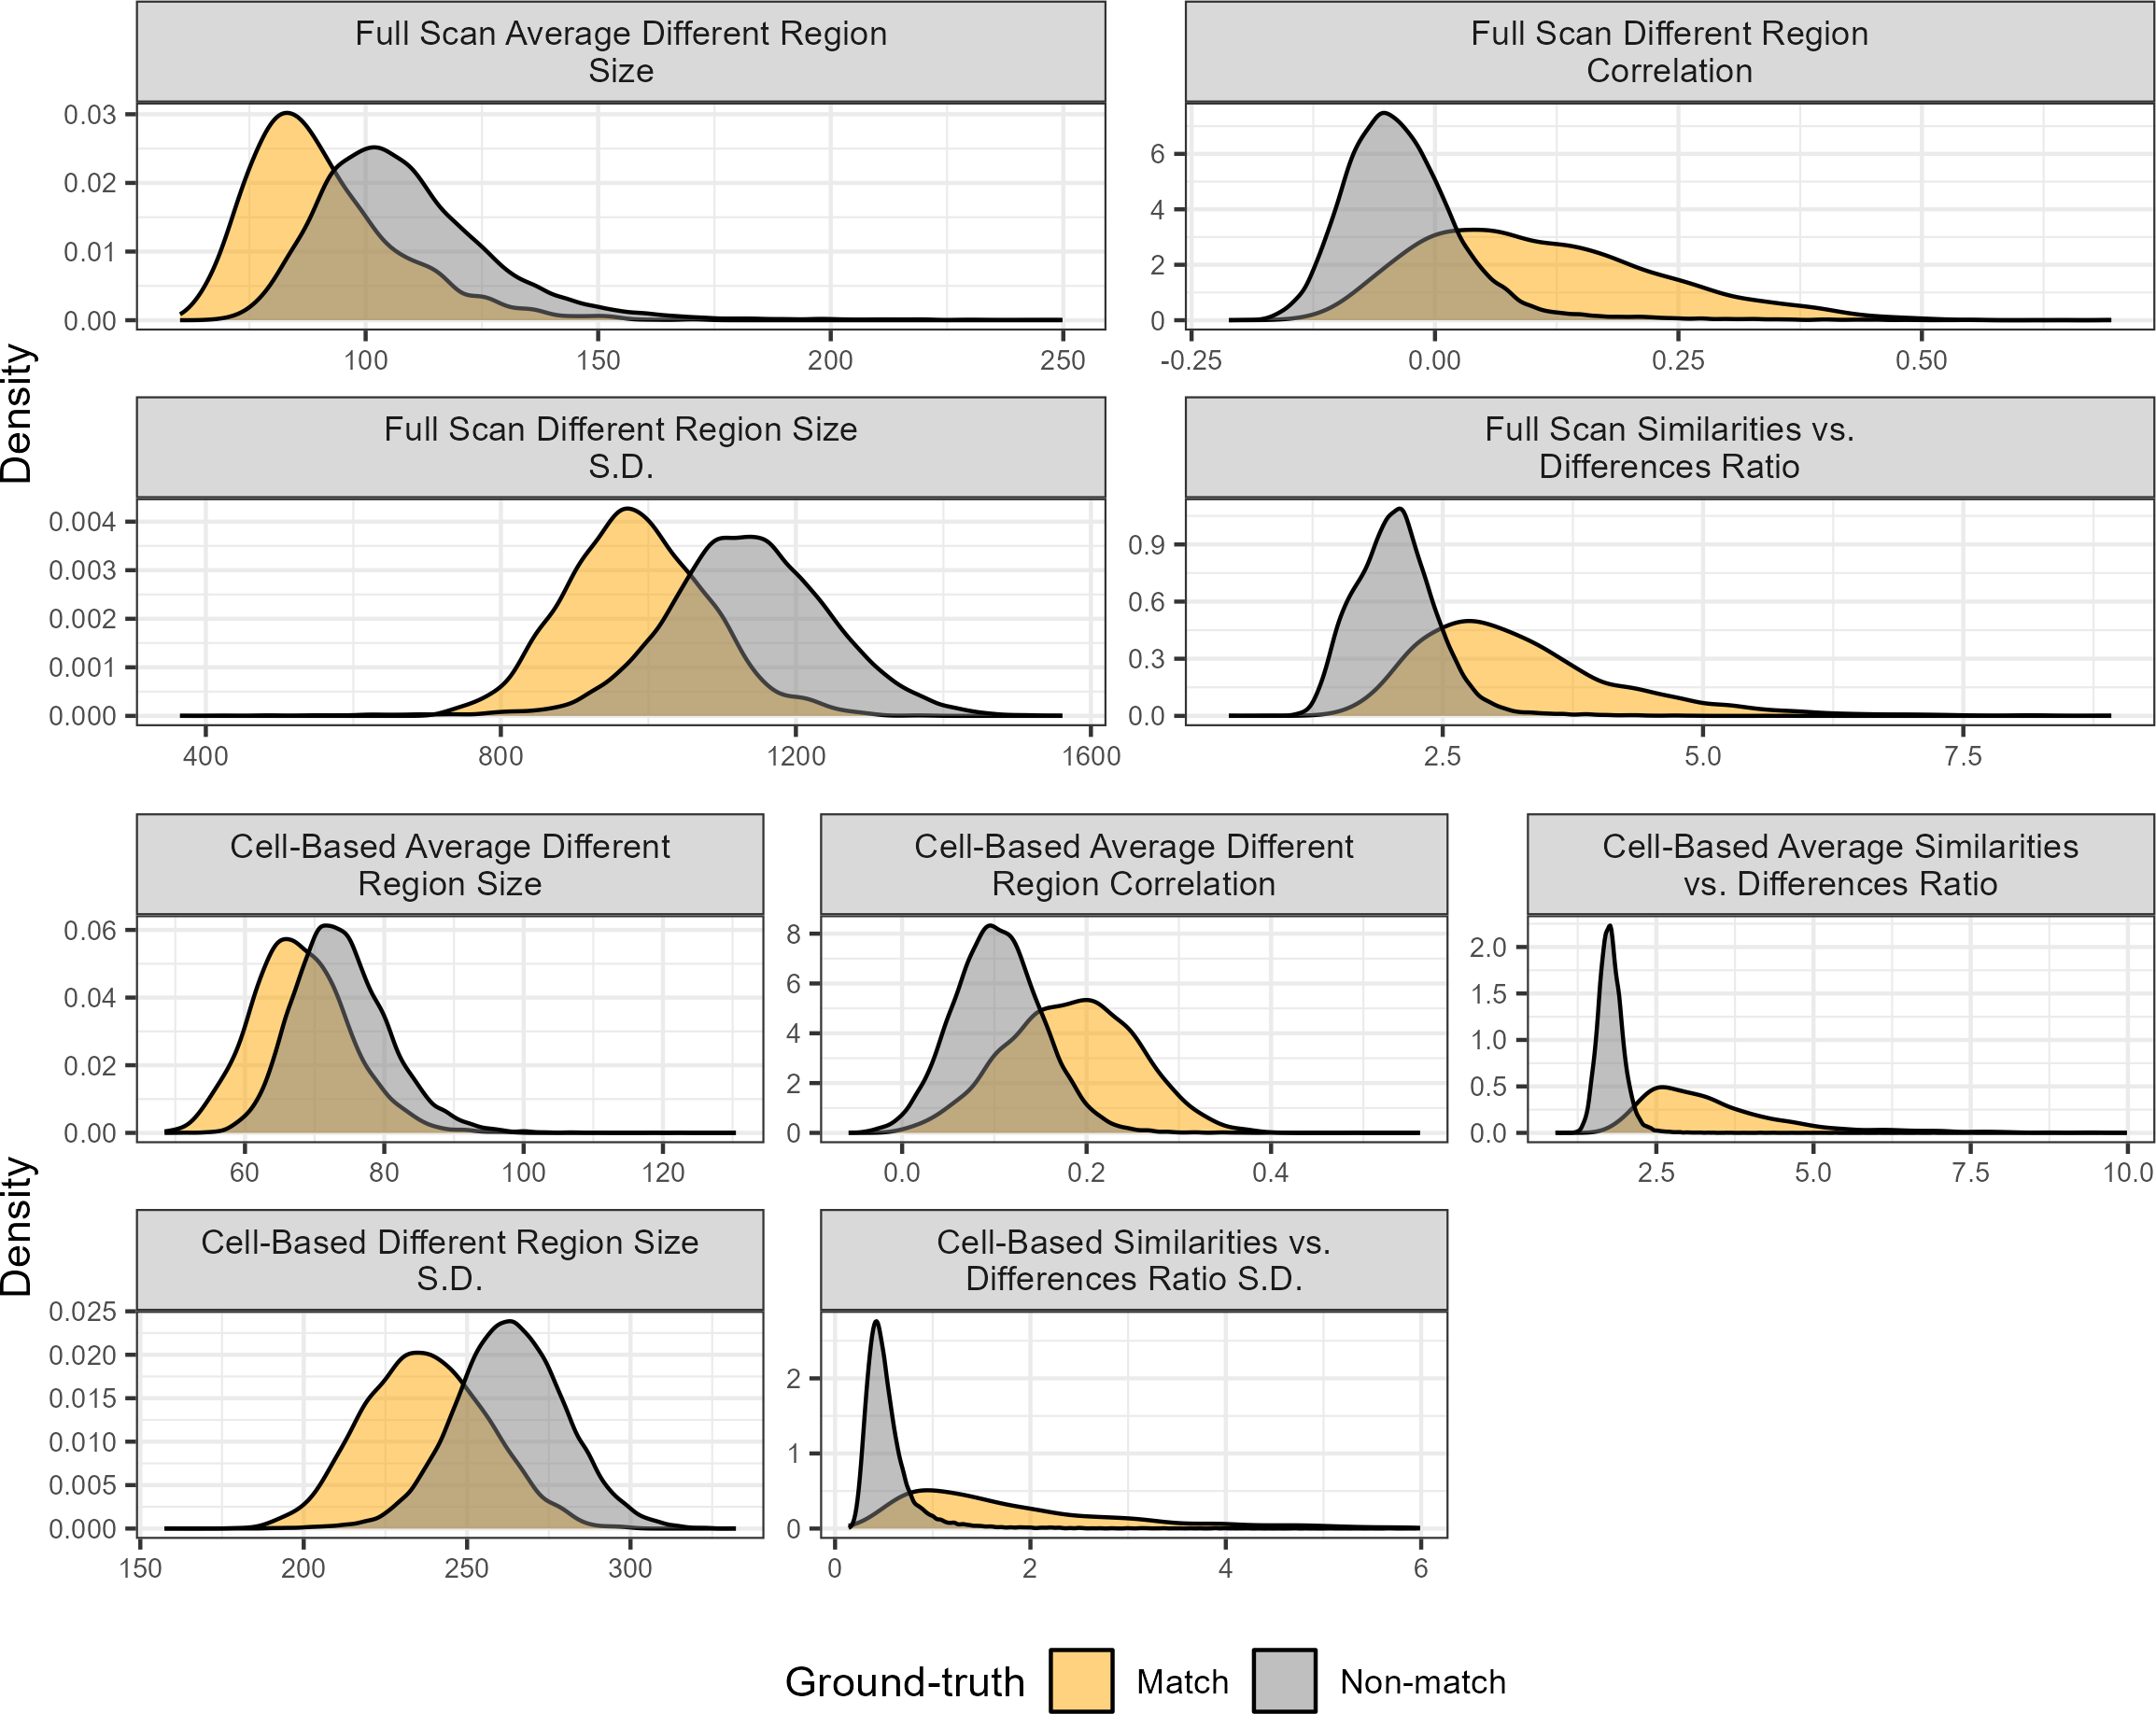 Full Scan Average Different Region
Size
Full Scan Different Region
Correlation
0.03
0.02
0.01
0.00
100 150 200 250
6
4
2
0
-0.25 0.00 0.25 0.50
Density
Full Scan Different Region Size
S.D.
Full Scan Similarities vs.
Differences Ratio
0.004
0.003
0.002
0.001
0.000
400 800 1200 1600
0.9
0.6
0.3
0.0
2.5 5.0 7.5
Cell-Based Average Different
Region Size
Cell-Based Average Different
Region Correlation
Cell-Based Average Similarities
vs. Differences Ratio
0.06
0.04
0.02
0.00
60 80 100 120
8
6
4
2
0
0.0 0.2 0.4
2.0
1.5
1.0
0.5
0.0
2.5 5.0 7.5 10.0
Density
Cell-Based Different Region Size
S.D.
Cell-Based Similarities vs.
Differences Ratio S.D.
0.025
0.020
0.015
0.010
0.005
0.000
150 200 250 300
2
1
0
0 2 4 6
Ground-truth Match Non-match